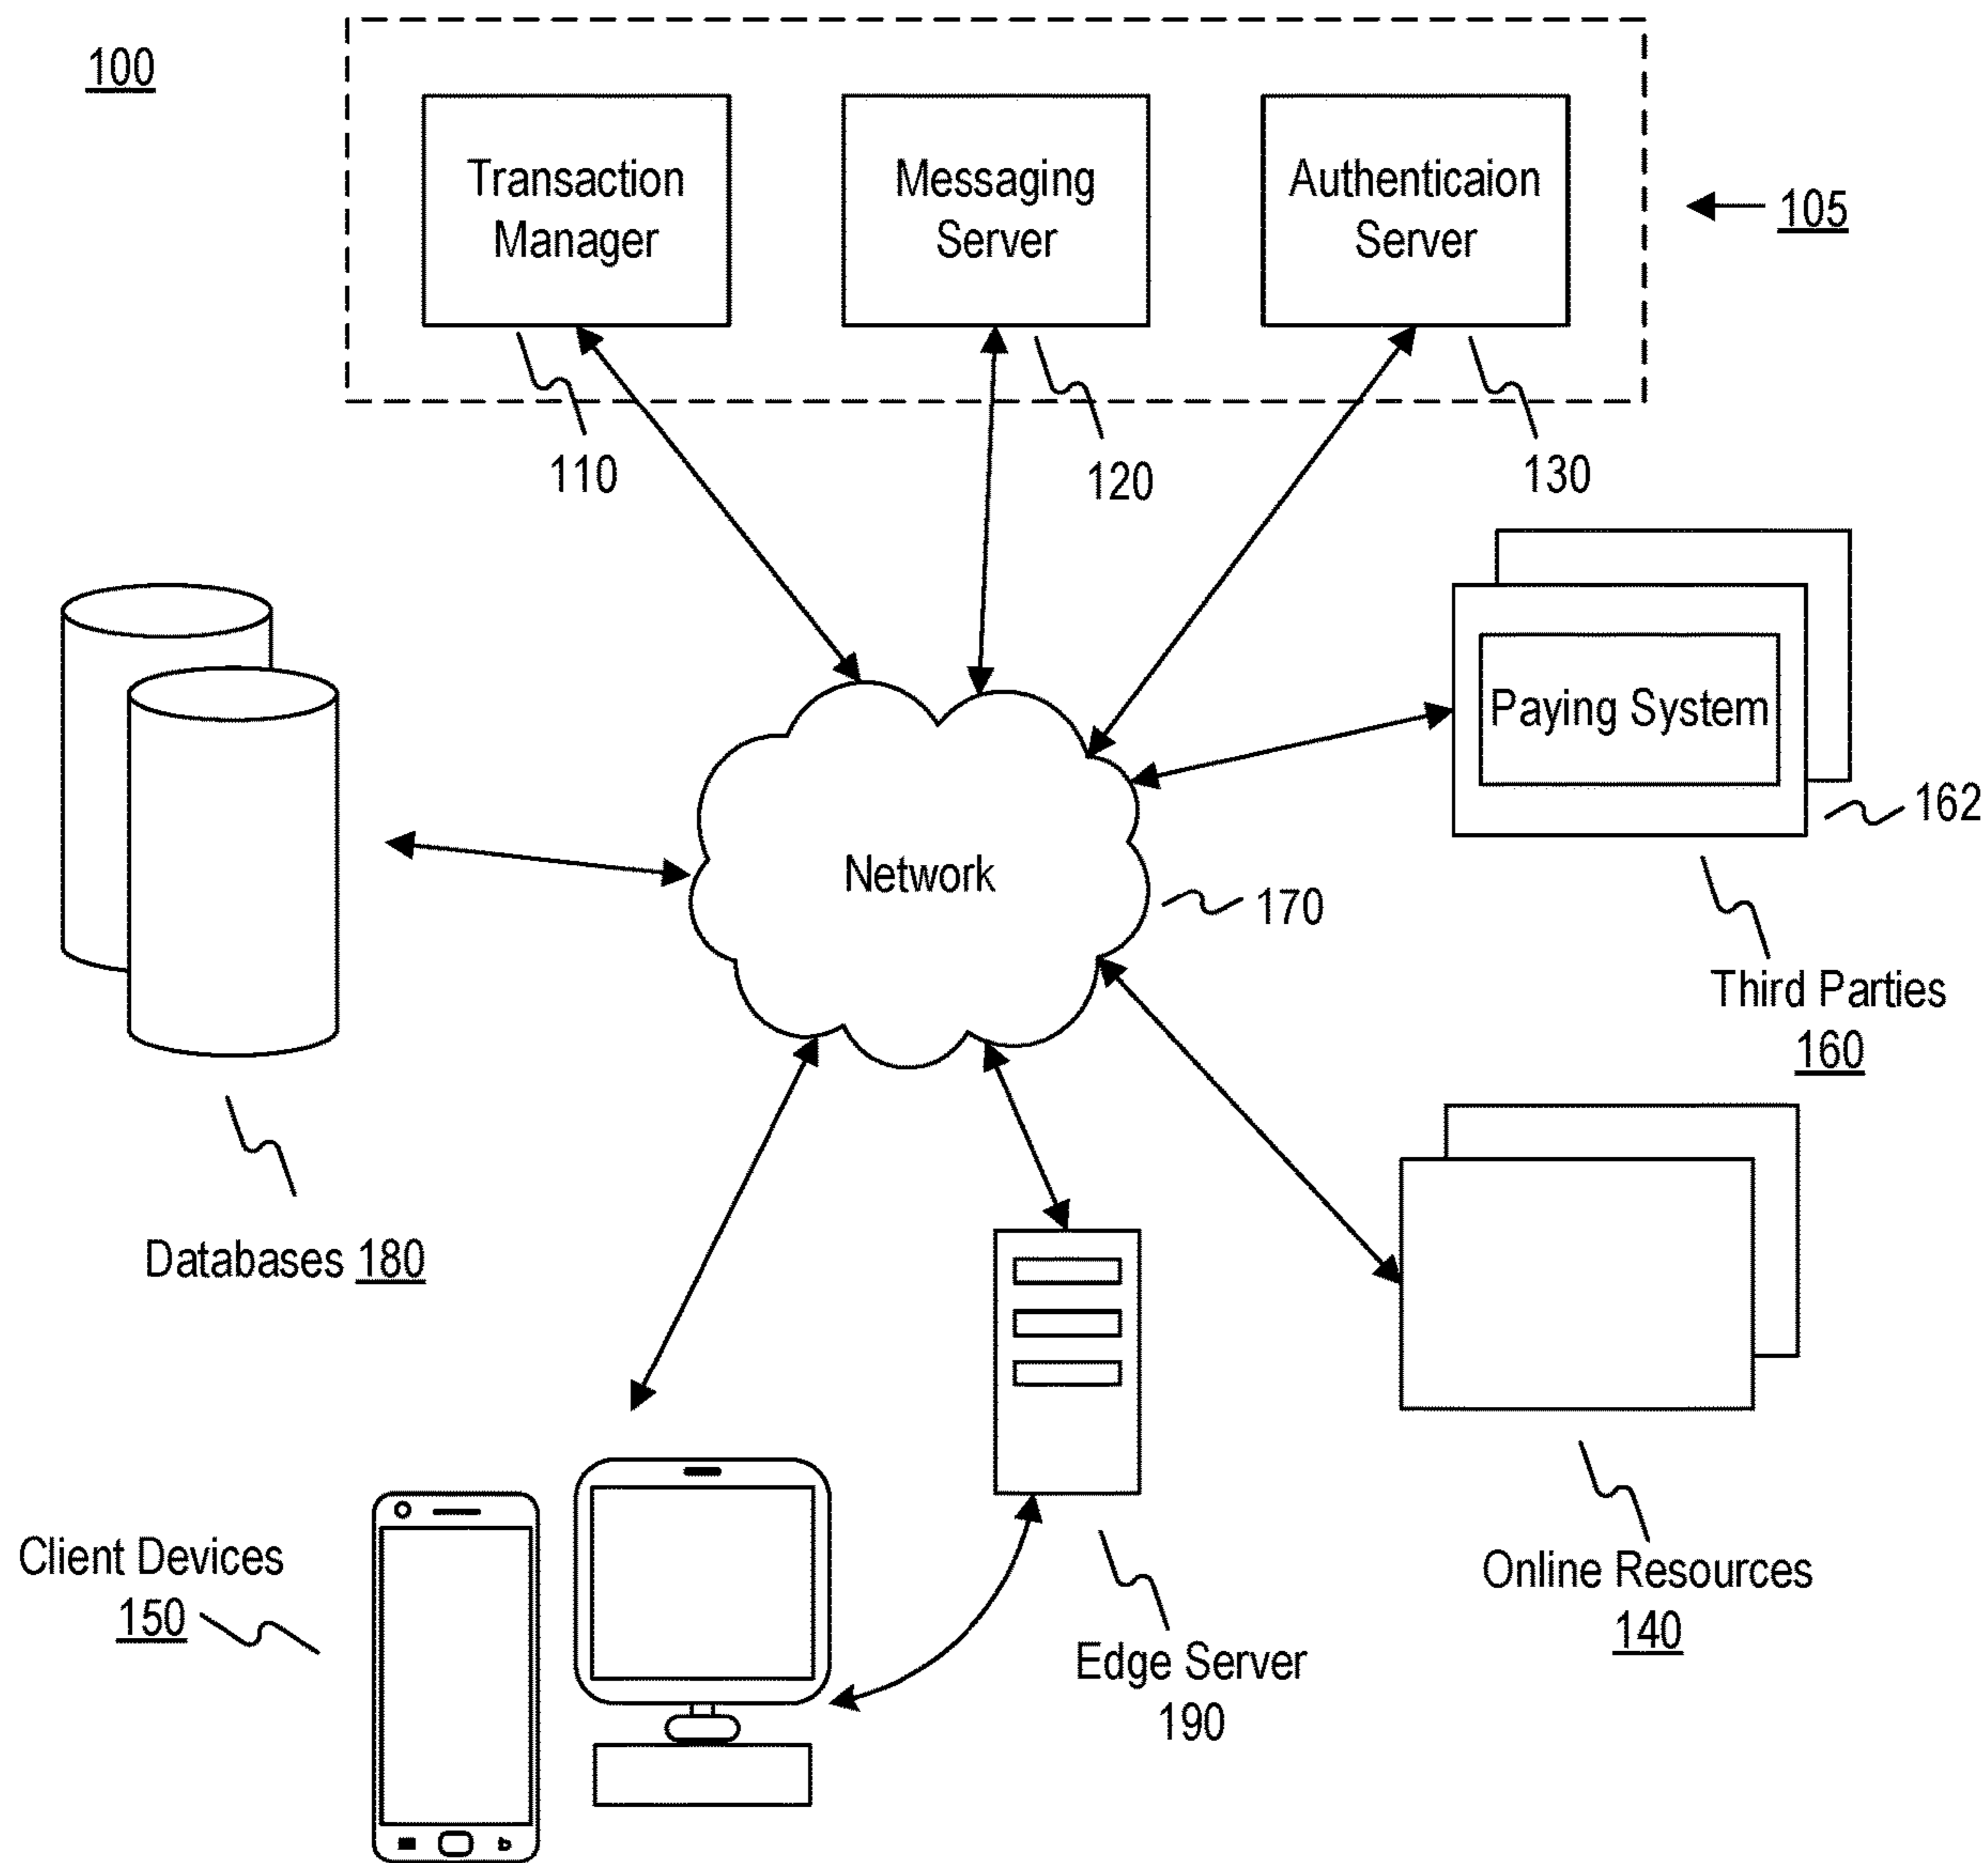 100
Transaction
Manager
Messaging
Server
Authenticaion
Server
105
110
120
130
Paying System
162
Network
170
Third Parties
160
Databases 180
Client Devices
150
Edge Server
190
Online Resources
140